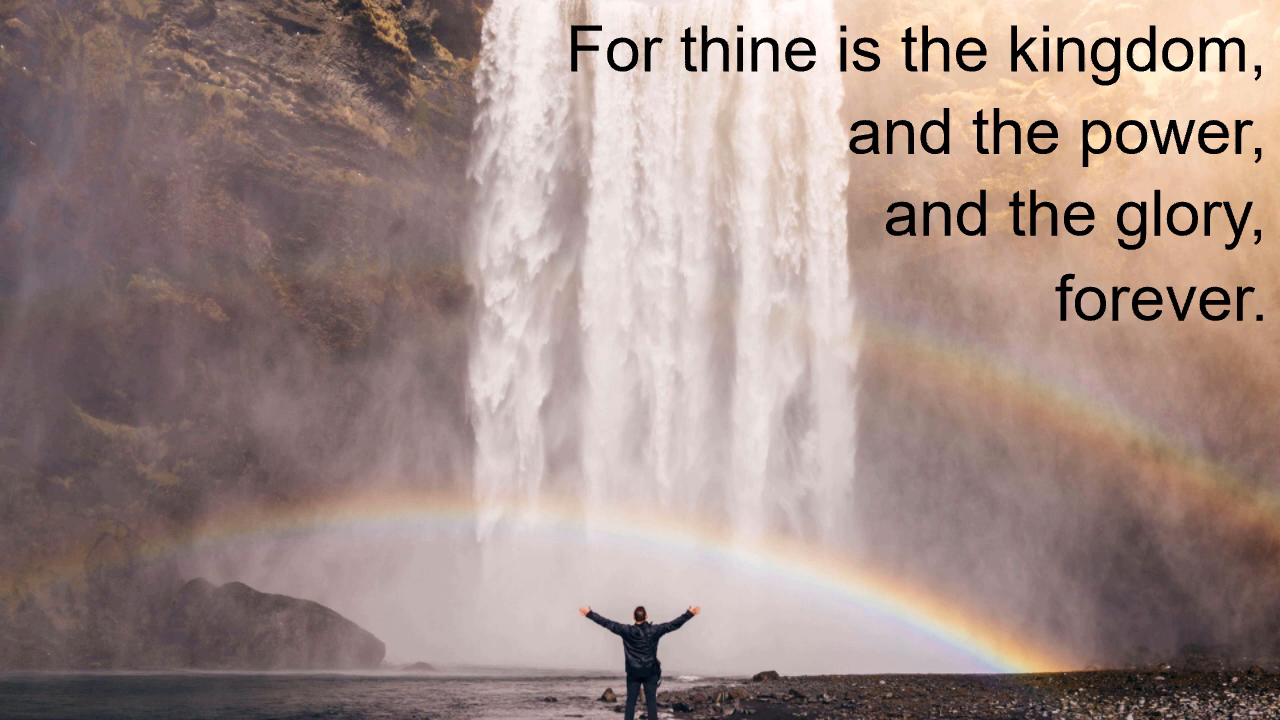 For thine is the kingdom,
and the power,
and the glory,
forever.